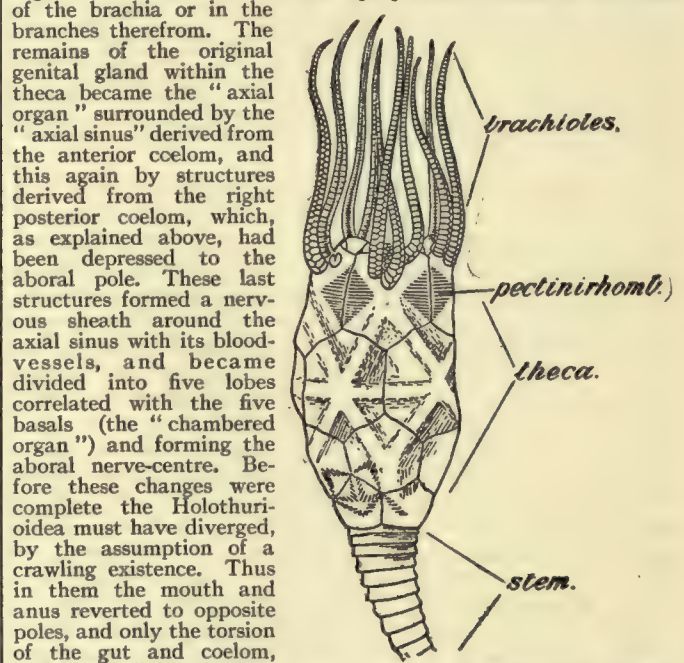 of the brachia or in the
branches therefrom. The
remains of the original
genital gland within the
theca became the “ axial
organ ” surrounded by the
“ axial sinus” derived from
the anterior coelom, and
this again by structures
derived from the right
posterior coelom, which,
as explained above, had
been depressed to the
aboral pole. These last
structures formed a nerv-
ous sheath around the
axial sinus with its blood-
vessels, and became
divided into five lobes
correlated with the five
basals (the “ chambered
organ ”) and forming the
aboral nerve-centre. Be-
fore these changes were
complete the Holothuri-
oidea must have diverged,
by the assumption of a
crawling existence. Thus
in them the mouth and
anus reverted to opposite
poles, and only the torsion
of the gut and coelom,
brachioles.
pectinirhomb.)
theca.
stem.